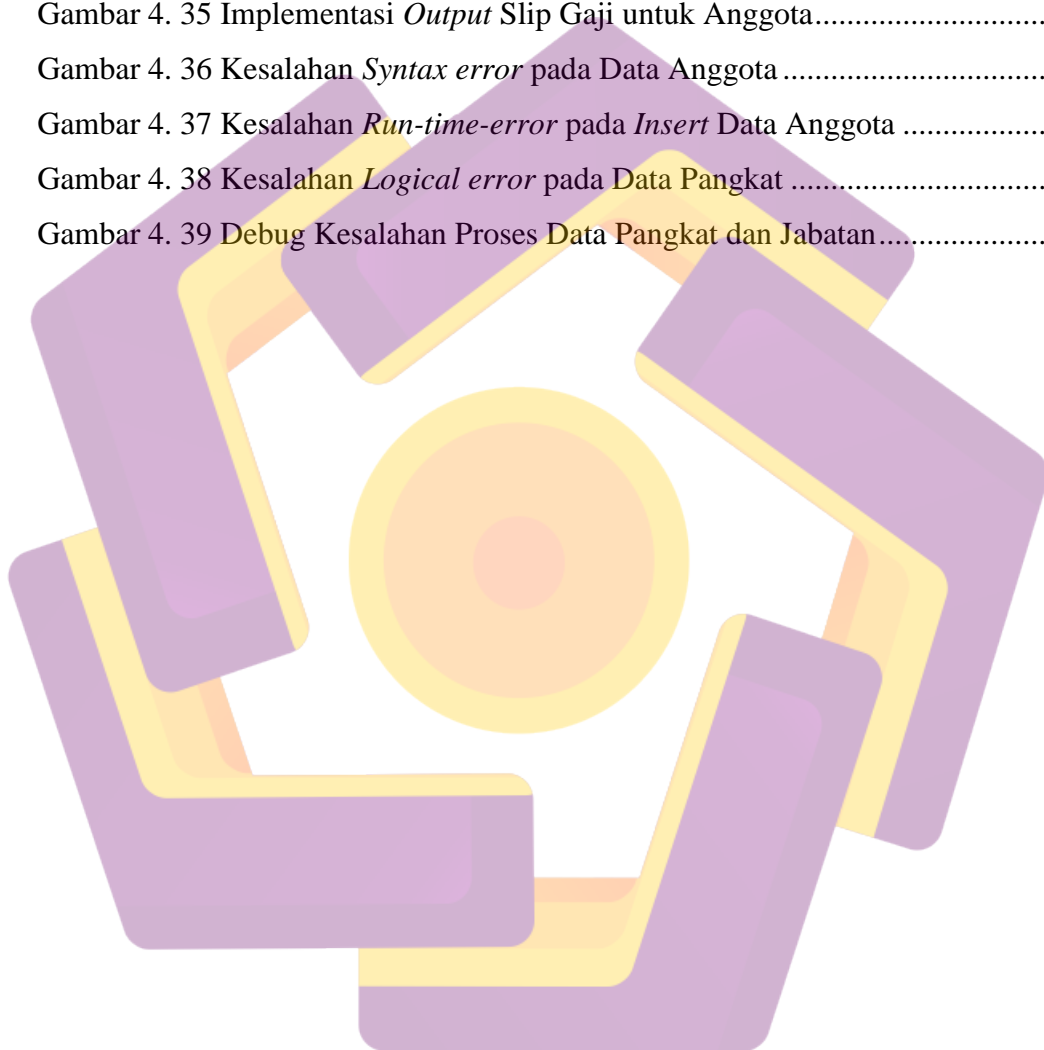 Gambar 4. 35 Implementasi Output Slip Gaji untuk Anggota.............................
Gambar 4. 36 Kesalahan Syntax error pada Data Anggota.................................
Gambar 4. 37 Kesalahan Run-time-error pada Insert Data Anggota..................
Gambar 4. 38 Kesalahan Logical error pada Data Pangkat................................
Gambar 4. 39 Debug Kesalahan Proses Data Pangkat dan Jabatan.....................